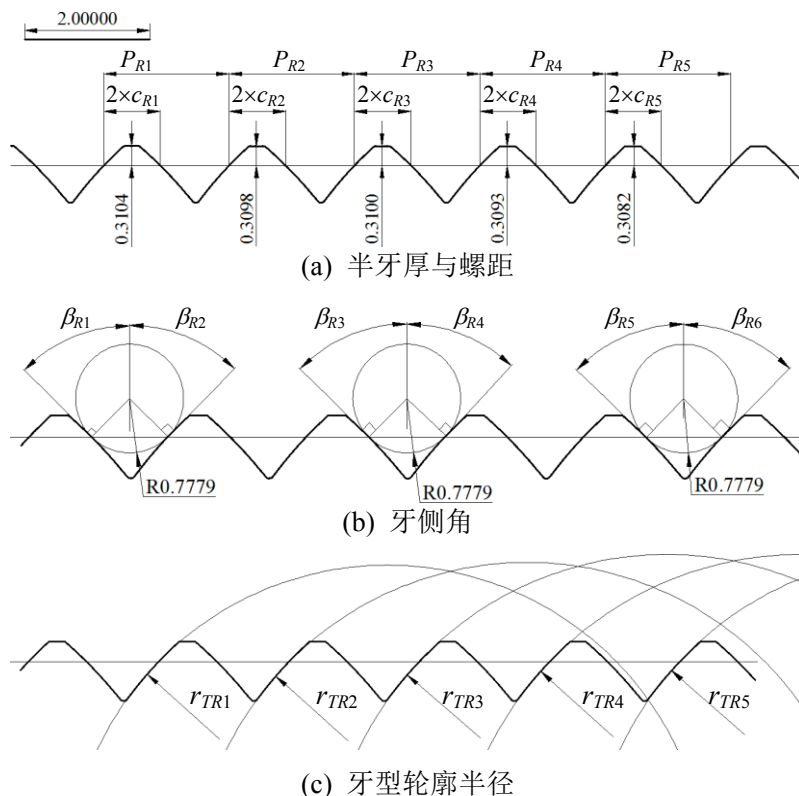 2.00000
P_R1 P_R2 P_R3 P_R4 P_R5
2×c_R1 2×c_R2 2×c_R3 2×c_R4 2×c_R5
0.3104 0.3098 0.3100 0.3093 0.3082
(a) 半牙厚与螺距
β_R1 β_R2 β_R3 β_R4 β_R5 β_R6
R0.7779 R0.7779 R0.7779
(b) 牙侧角
r_TR1 r_TR2 r_TR3 r_TR4 r_TR5
(c) 牙型轮廓半径